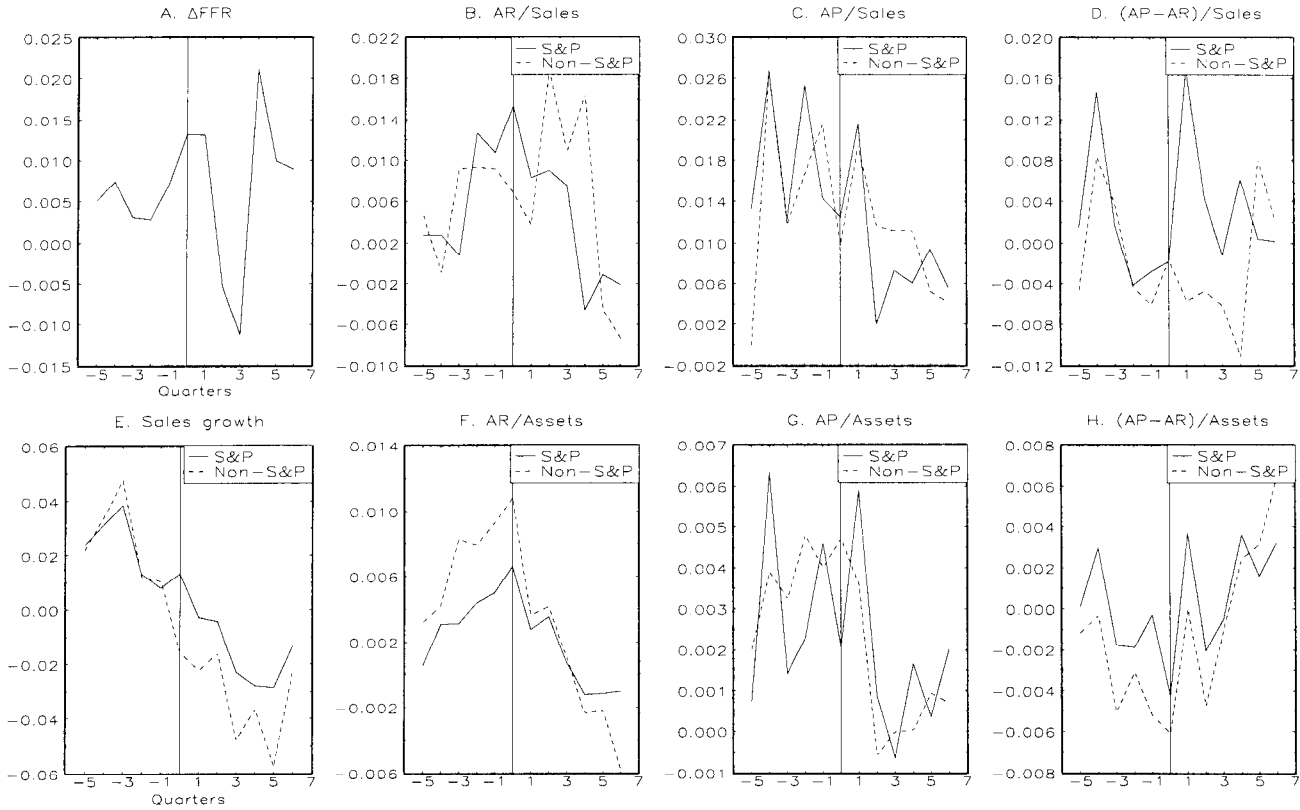 A. ΔFFR
0.025
0.020
0.015
0.010
0.005
0.000
−0.005
−0.010
−0.015
−5 −3 −1 1 3 5 7
Quarters
B. AR/Sales
0.022
0.018
0.014
0.010
0.006
0.002
−0.002
−0.006
−0.010
S&P
Non−S&P
−5 −3 −1 1 3 5 7
C. AP/Sales
0.030
0.026
0.022
0.018
0.014
0.010
0.006
0.002
−0.002
S&P
Non−S&P
−5 −3 −1 1 3 5 7
D. (AP−AR)/Sales
0.020
0.016
0.012
0.008
0.004
0.000
−0.004
−0.008
−0.012
S&P
Non−S&P
−5 −3 −1 1 3 5 7
E. Sales growth
0.06
0.04
0.02
0.00
−0.02
−0.04
−0.06
S&P
Non−S&P
−5 −3 −1 1 3 5 7
Quarters
F. AR/Assets
0.014
0.010
0.006
0.002
−0.002
−0.006
S&P
Non−S&P
−5 −3 −1 1 3 5 7
G. AP/Assets
0.007
0.006
0.005
0.004
0.003
0.002
0.001
0.000
−0.001
S&P
Non−S&P
−5 −3 −1 1 3 5 7
H. (AP−AR)/Assets
0.008
0.006
0.004
0.002
0.000
−0.002
−0.004
−0.006
−0.008
S&P
Non−S&P
−5 −3 −1 1 3 5 7